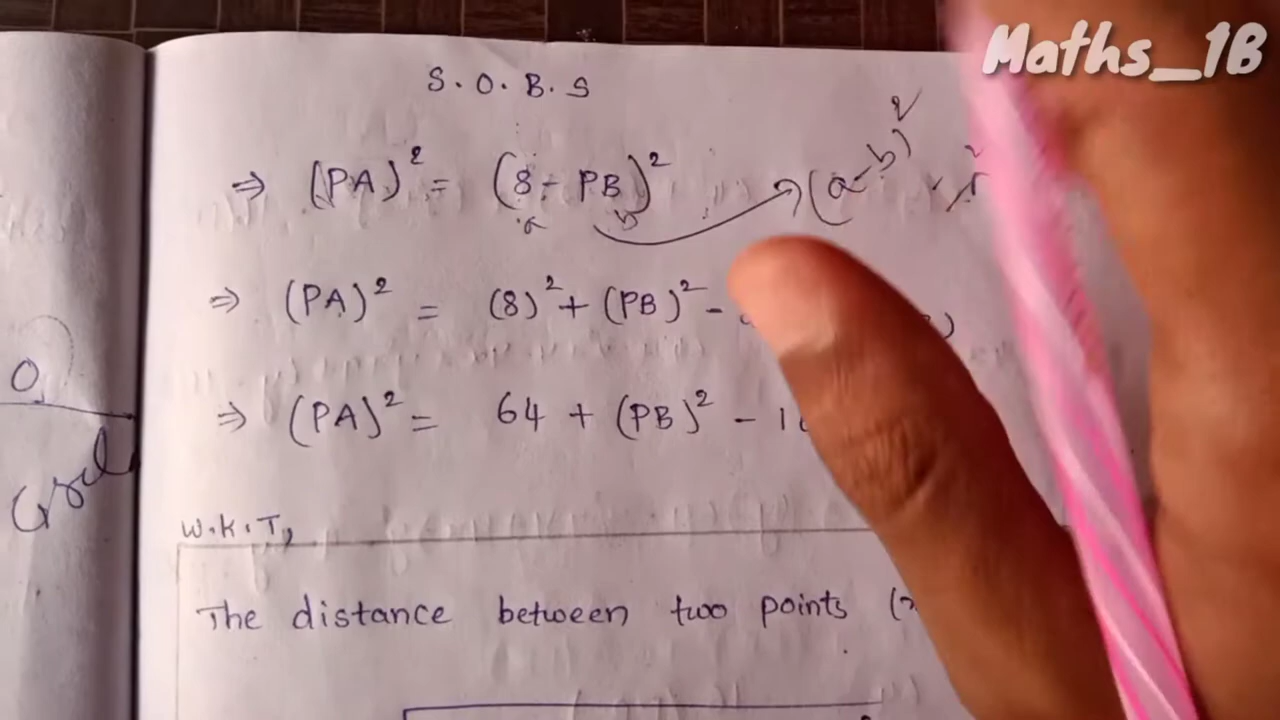 Maths_1B
S.O.B.S
⇒ (PA)² = (8 - PB)² (a-b)²
a b
⇒ (PA)² = (8)² + (PB)² -
⇒ (PA)² = 64 + (PB)² - 1
O
W.K.T,
The distance between two points (